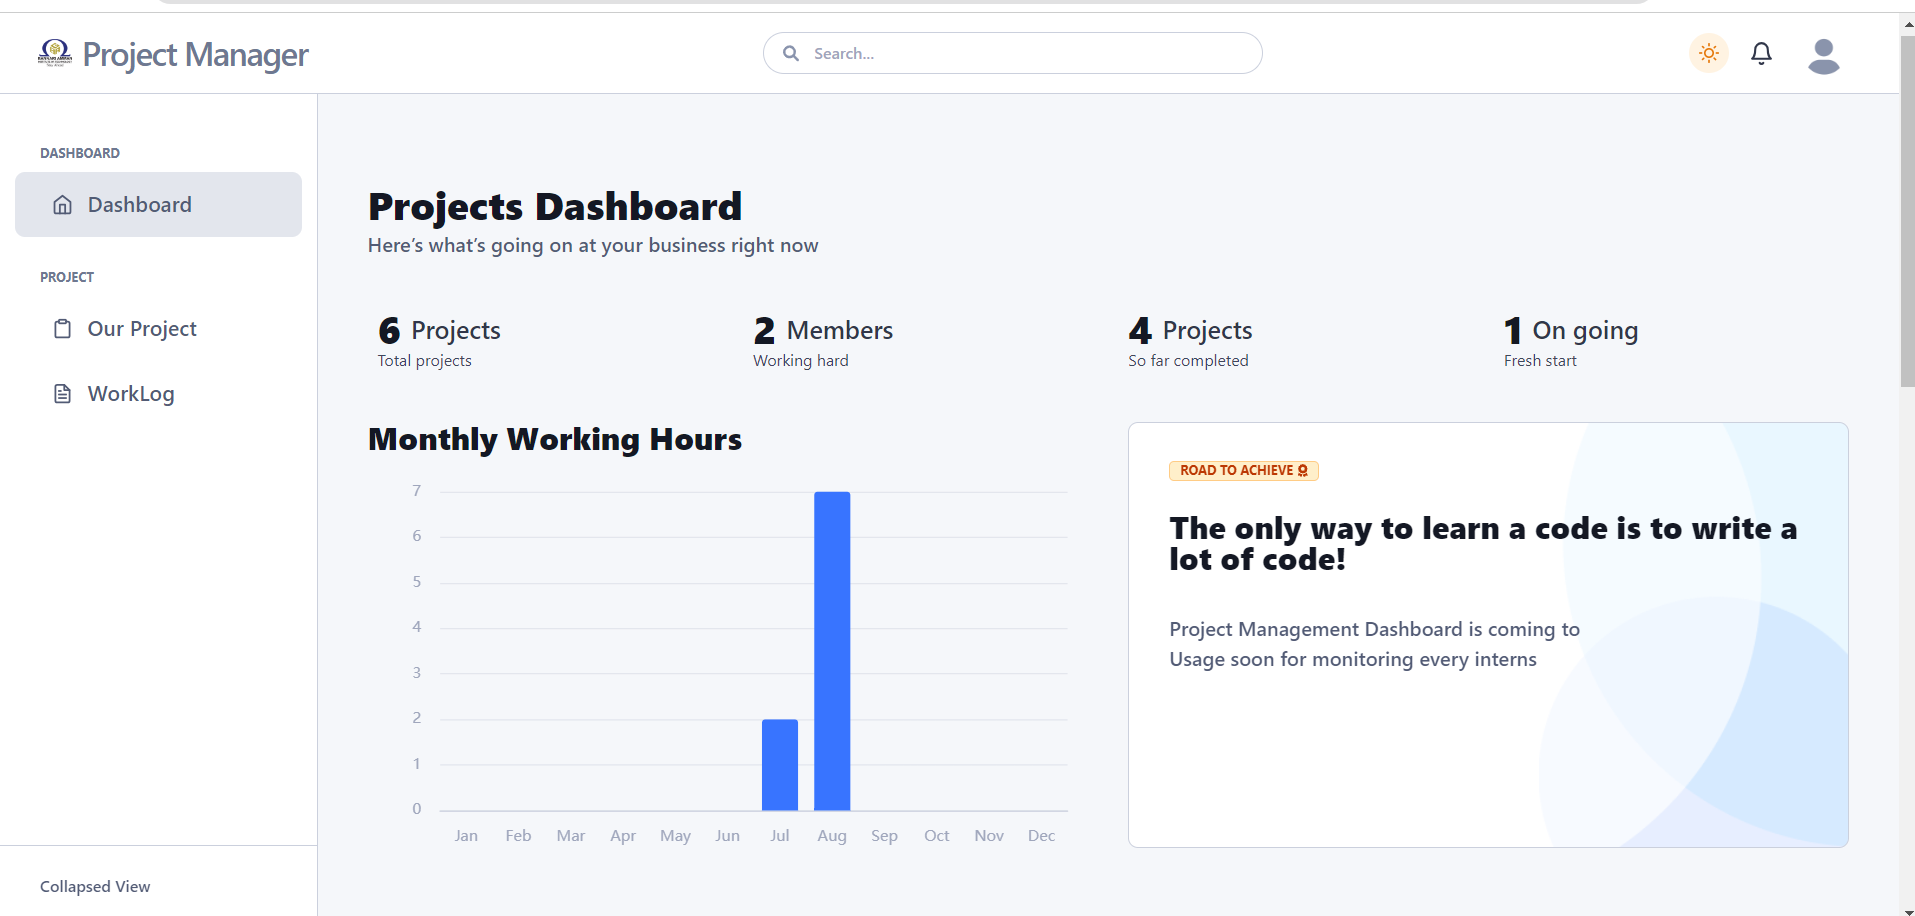 Project Manager
Search...
DASHBOARD
Dashboard
PROJECT
Our Project
WorkLog
Collapsed View
Projects Dashboard
Here’s what’s going on at your business right now
6 Projects
Total projects
2 Members
Working hard
4 Projects
So far completed
1 On going
Fresh start
Monthly Working Hours
7
6
5
4
3
2
1
0
Jan Feb Mar Apr May Jun Jul Aug Sep Oct Nov Dec
ROAD TO ACHIEVE
The only way to learn a code is to write a
lot of code!
Project Management Dashboard is coming to
Usage soon for monitoring every interns